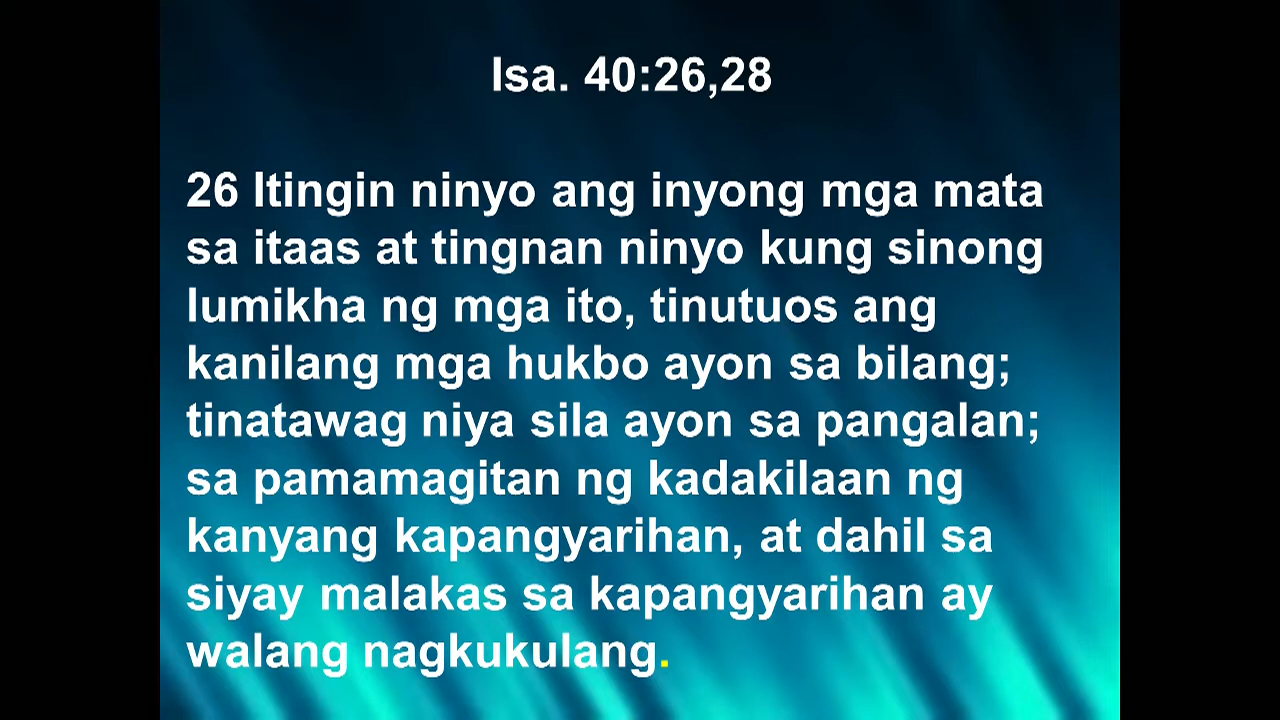 Isa. 40:26,28
26 Itingin ninyo ang inyong mga mata
sa itaas at tingnan ninyo kung sinong
lumikha ng mga ito, tinutuos ang
kanilang mga hukbo ayon sa bilang;
tinatawag niya sila ayon sa pangalan;
sa pamamagitan ng kadakilaan ng
kanyang kapangyarihan, at dahil sa
siyay malakas sa kapangyarihan ay
walang nagkukulang.